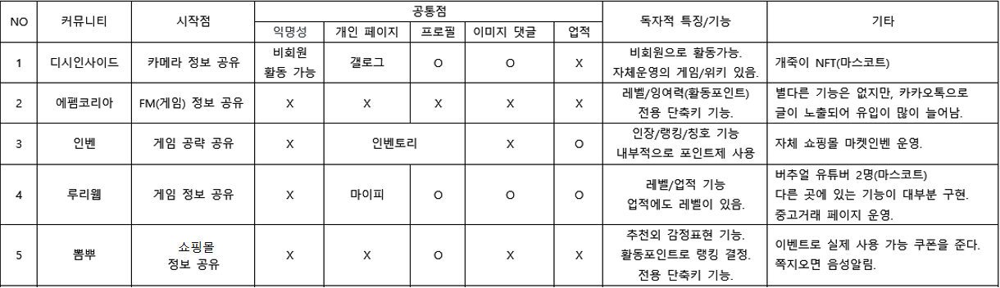 NO 커뮤니티 시작점 공통점 독자적 특징/기능 기타
익명성 개인 페이지 프로필 이미지 댓글 업적
1 디시인사이드 카메라 정보 공유 비회원 활동 가능 갤로그 O O X 비회원으로 활동가능. 자체운영의 게임/위키 있음. 개죽이 NFT(마스코트)
2 에펨코리아 FM(게임) 정보 공유 X X X X X 레벨/잉여력(활동포인트) 전용 단축키 기능. 별다른 기능은 없지만, 카카오톡으로 글이 노출되어 유입이 많이 늘어남.
3 인벤 게임 공략 공유 X 인벤토리 X O 인장/랭킹/칭호 기능 내부적으로 포인트제 사용 자체 쇼핑몰 마켓인벤 운영.
4 루리웹 게임 정보 공유 X 마이피 O O O 레벨/업적 기능 업적에도 레벨이 있음. 버추얼 유튜버 2명(마스코트) 다른 곳에 있는 기능이 대부분 구현. 중고거래 페이지 운영.
5 뽐뿌 쇼핑몰 정보 공유 X X O X X 추천외 감정표현 기능. 활동포인트로 랭킹 결정. 전용 단축키 기능. 이벤트로 실제 사용 가능 쿠폰을 준다. 쪽지오면 음성알림.